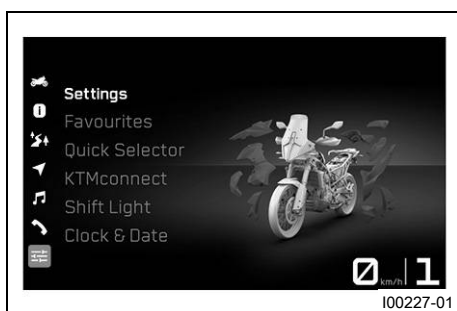 Settings
Favourites
Quick Selector
KTMconnect
Shift Light
Clock & Date
0 km/h 1
I00227-01